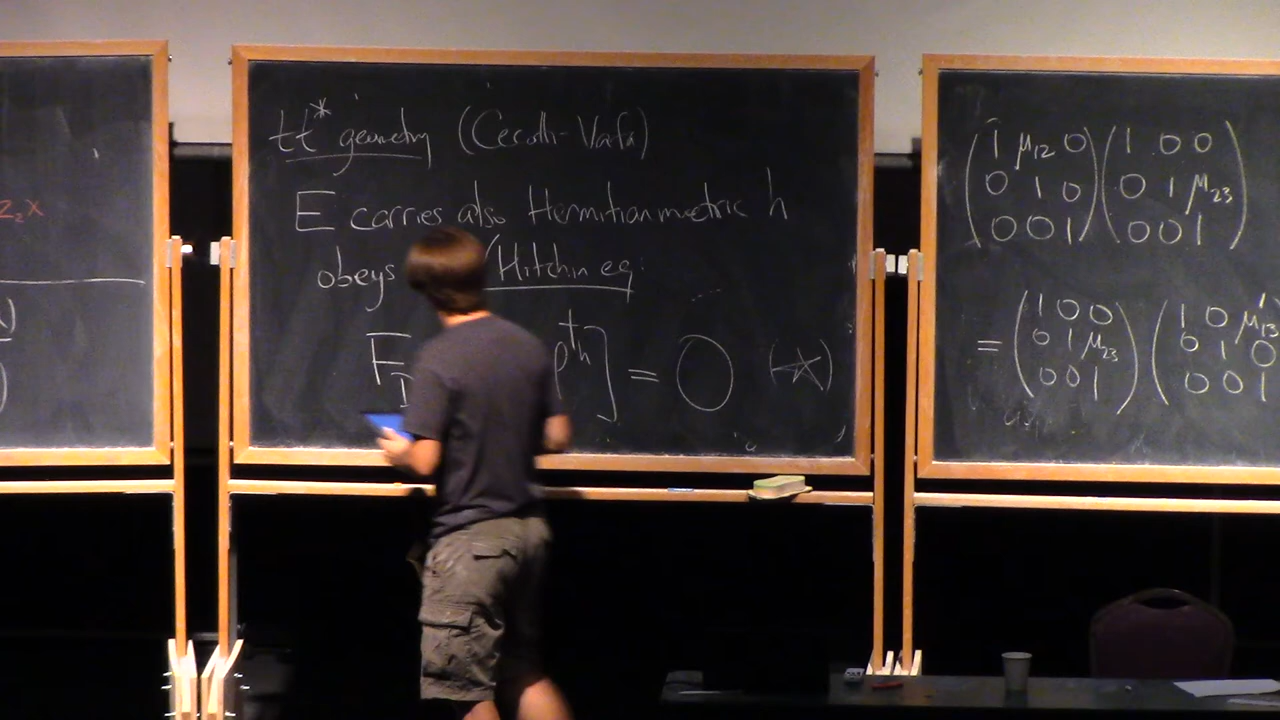 z₂x
tt* geometry (Cecotti-Vafa)
E carries also Hermitian metric h
obeys /Hitchin eq:
F_D φ^{†h}] = 0 (☆)
(1 μ₁₂ 0) (1 0 0)
(0 1 0) (0 1 μ₂₃)
(0 0 1) (0 0 1)
= (1 0 0) (1 0 μ'₁₃)
(0 1 μ₂₃) (0 1 0)
(0 0 1) (0 0 1)